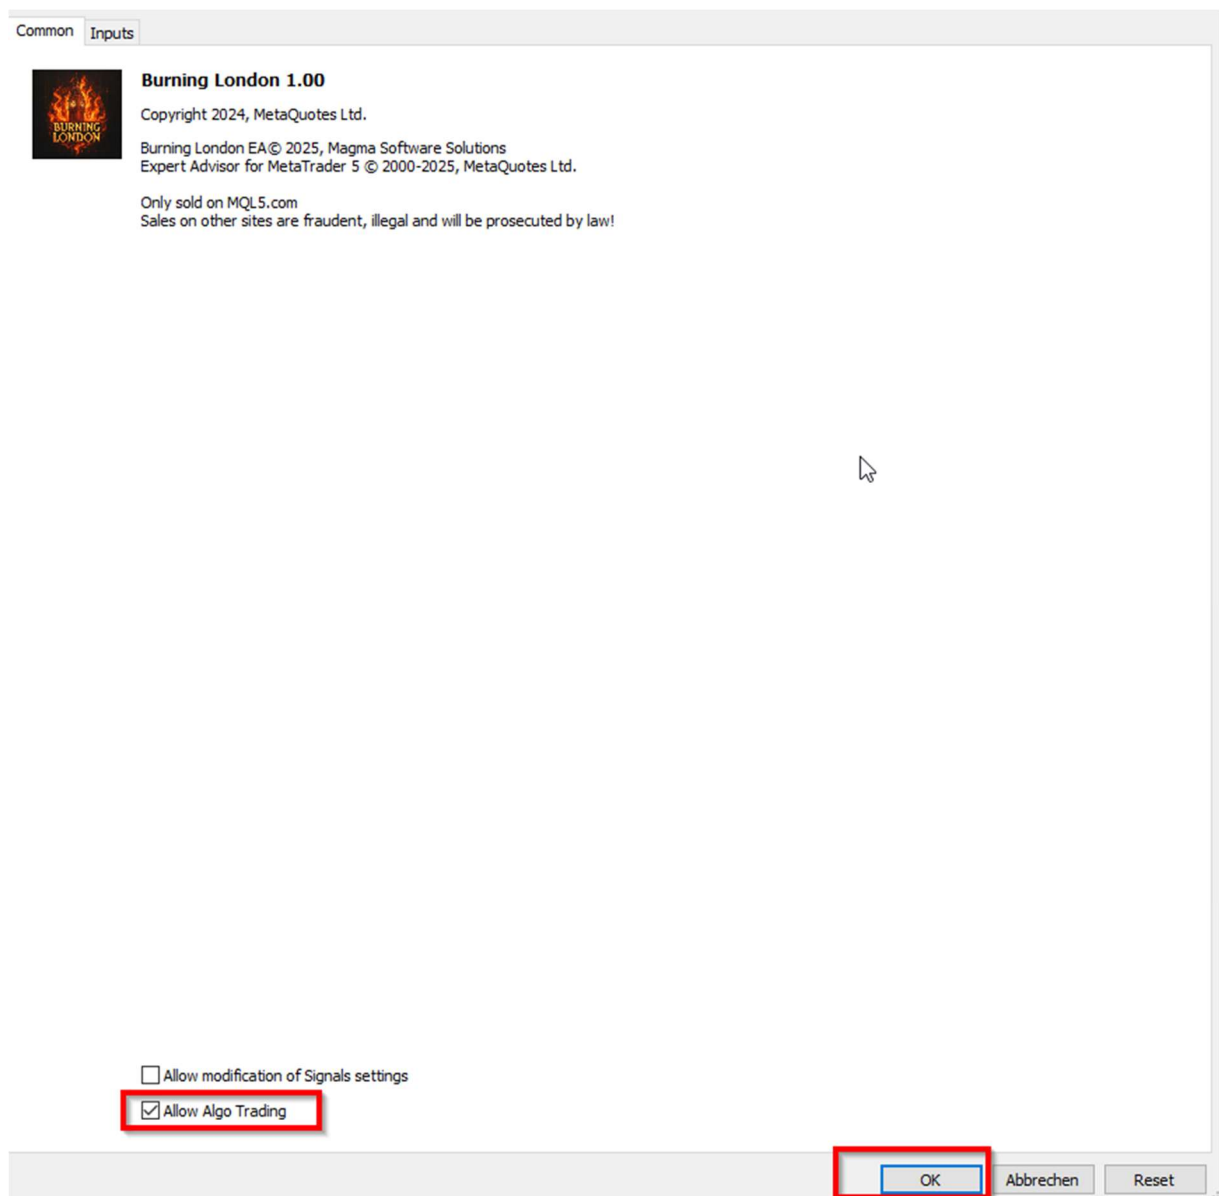 Common Inputs
BURNING
LONDON
Burning London 1.00
Copyright 2024, MetaQuotes Ltd.
Burning London EA© 2025, Magma Software Solutions
Expert Advisor for MetaTrader 5 © 2000-2025, MetaQuotes Ltd.
Only sold on MQL5.com
Sales on other sites are fraudent, illegal and will be prosecuted by law!
Allow modification of Signals settings
Allow Algo Trading
OK Abbrechen Reset